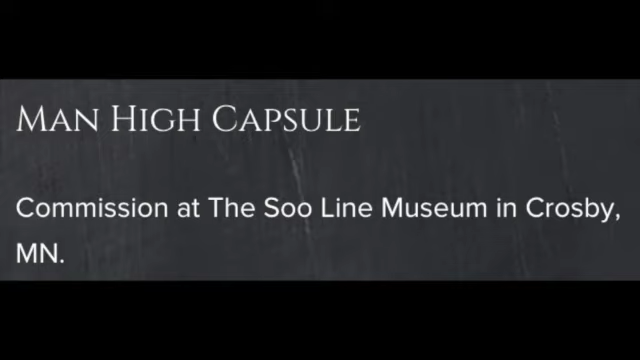 Man High Capsule
Commission at The Soo Line Museum in Crosby,
MN.